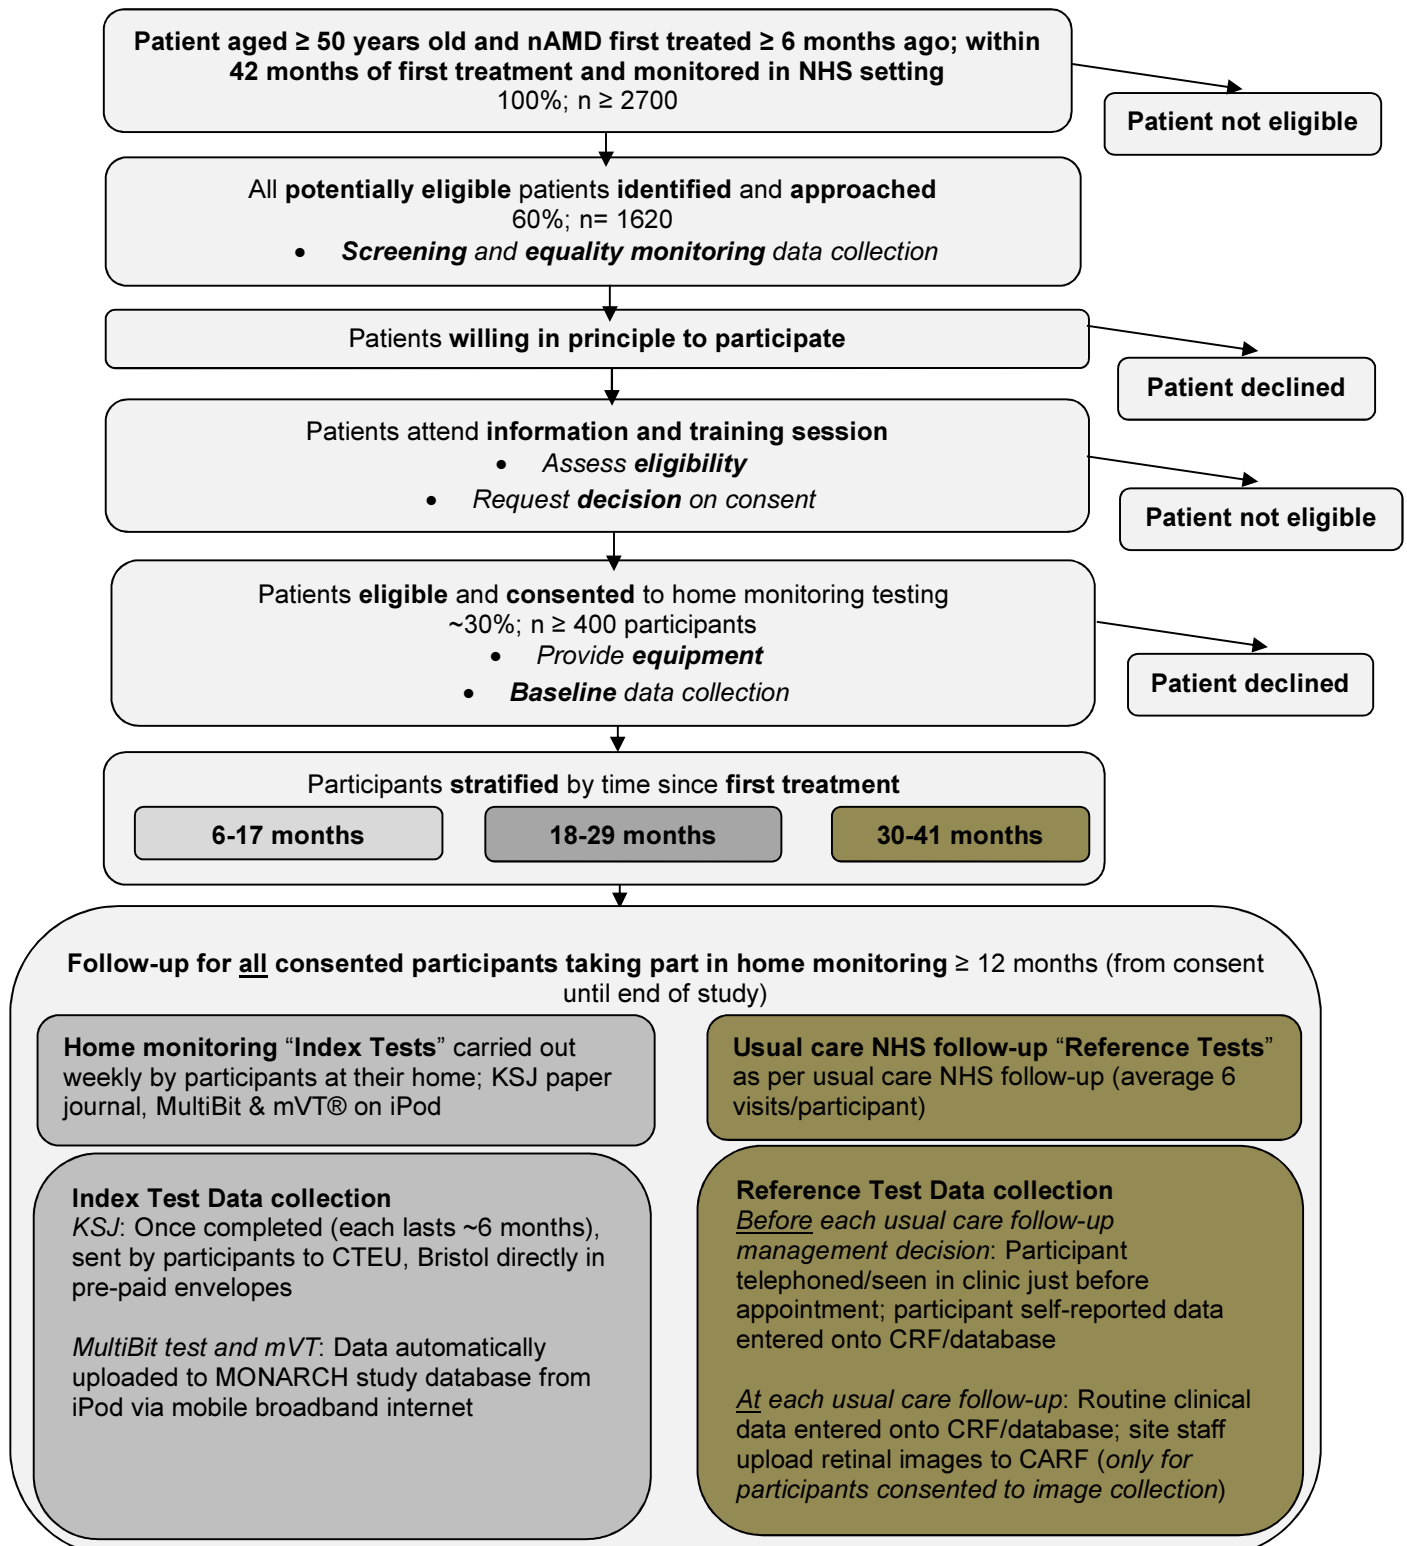 Patient aged ≥ 50 years old and nAMD first treated ≥ 6 months ago; within
42 months of first treatment and monitored in NHS setting
100%; n ≥ 2700
Patient not eligible
All potentially eligible patients identified and approached
60%; n= 1620
• Screening and equality monitoring data collection
Patients willing in principle to participate
Patient declined
Patients attend information and training session
• Assess eligibility
• Request decision on consent
Patient not eligible
Patients eligible and consented to home monitoring testing
~30%; n ≥ 400 participants
• Provide equipment
• Baseline data collection
Patient declined
Participants stratified by time since first treatment
6-17 months
18-29 months
30-41 months
Follow-up for all consented participants taking part in home monitoring ≥ 12 months (from consent
until end of study)
Home monitoring “Index Tests” carried out
weekly by participants at their home; KSJ paper
journal, MultiBit & mVT® on iPod
Usual care NHS follow-up “Reference Tests”
as per usual care NHS follow-up (average 6
visits/participant)
Index Test Data collection
KSJ: Once completed (each lasts ~6 months),
sent by participants to CTEU, Bristol directly in
pre-paid envelopes
MultiBit test and mVT: Data automatically
uploaded to MONARCH study database from
iPod via mobile broadband internet
Reference Test Data collection
Before each usual care follow-up
management decision: Participant
telephoned/seen in clinic just before
appointment; participant self-reported data
entered onto CRF/database
At each usual care follow-up: Routine clinical
data entered onto CRF/database; site staff
upload retinal images to CARF (only for
participants consented to image collection)